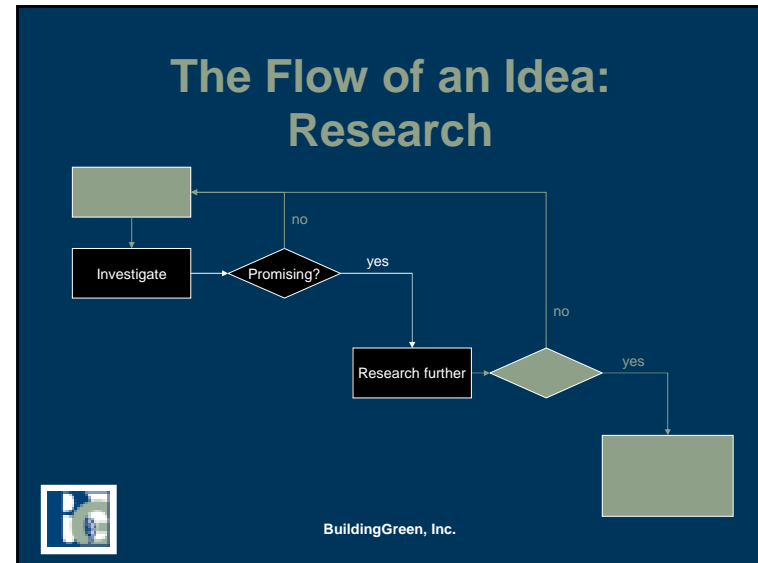 The Flow of an Idea:
Research
no
Investigate
Promising?
yes
no
Research further
yes
BuildingGreen, Inc.